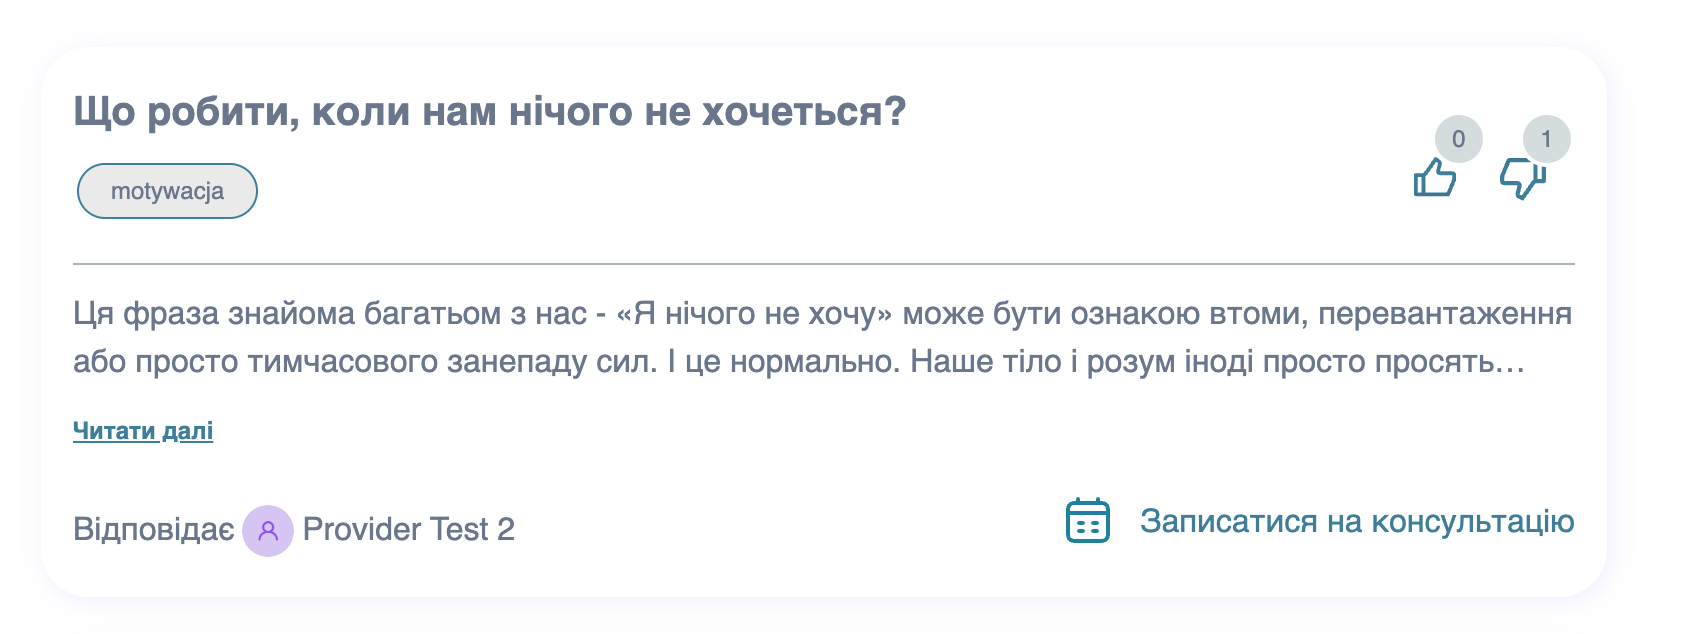 Що робити, коли нам нічого не хочеться?
0
1
motywacja
Ця фраза знайома багатьом з нас - «Я нічого не хочу» може бути ознакою втоми, перевантаження
або просто тимчасового занепаду сил. І це нормально. Наше тіло і розум іноді просто просять...
Читати далі
Відповідає Provider Test 2
Записатися на консультацію